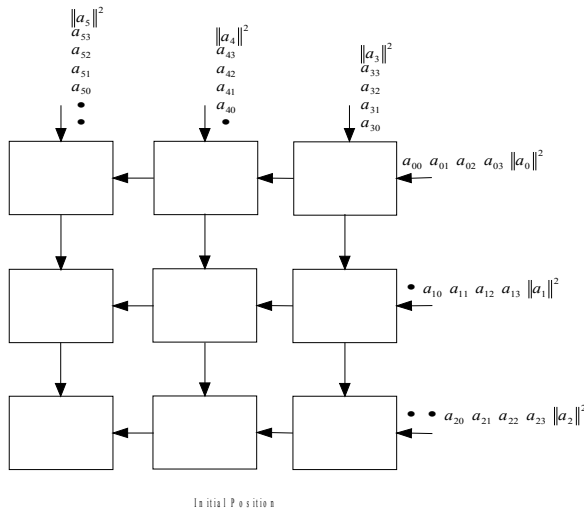 ‖a₅‖²
a₅₃
a₅₂
a₅₁
a₅₀
‖a₄‖²
a₄₃
a₄₂
a₄₁
a₄₀
‖a₃‖²
a₃₃
a₃₂
a₃₁
a₃₀
a₀₀ a₀₁ a₀₂ a₀₃ ‖a₀‖²
• a₁₀ a₁₁ a₁₂ a₁₃ ‖a₁‖²
• • a₂₀ a₂₁ a₂₂ a₂₃ ‖a₂‖²
Initial Position